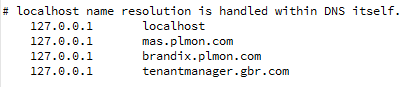 # localhost name resolution is handled within DNS itself.
127.0.0.1 localhost
127.0.0.1 mas.plmon.com
127.0.0.1 brandix.plmon.com
127.0.0.1 tenantmanager.gbr.com